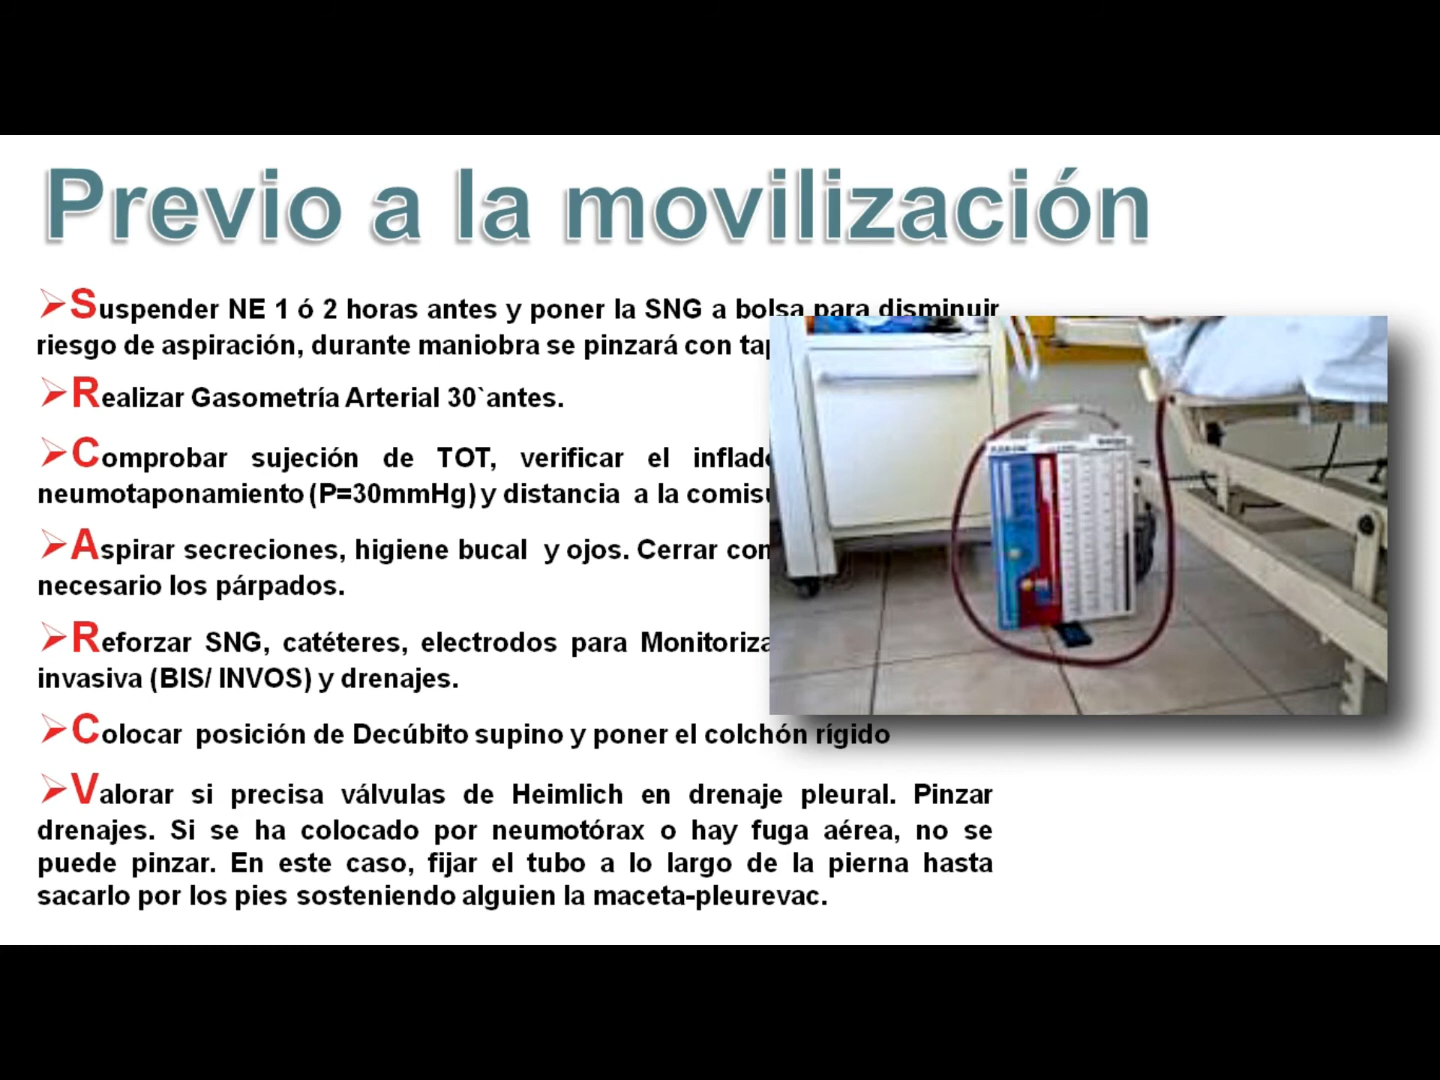 Previo a la movilización
Suspender NE 1 ó 2 horas antes y poner la SNG a bolsa para disminuir
riesgo de aspiración, durante maniobra se pinzará con
Realizar Gasometría Arterial 30`antes.
Comprobar sujeción de TOT, verificar el
neumotaponamiento (P=30mmHg) y distancia a la
Aspirar secreciones, higiene bucal y ojos. Cerrar
necesario los párpados.
Reforzar SNG, catéteres, electrodos para
invasiva (BIS/ INVOS) y drenajes.
Colocar posición de Decúbito supino y poner el colchón rígido
Valorar si precisa válvulas de Heimlich en drenaje pleural. Pinzar
drenajes. Si se ha colocado por neumotórax o hay fuga aérea, no se
puede pinzar. En este caso, fijar el tubo a lo largo de la pierna hasta
sacarlo por los pies sosteniendo alguien la maceta-pleurevac.